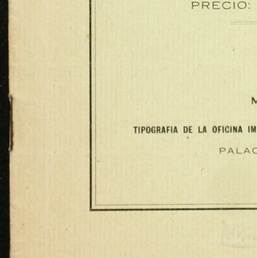 PRECIO:
M
TIPOGRAFIA DE LA OFICINA IM
PALAC